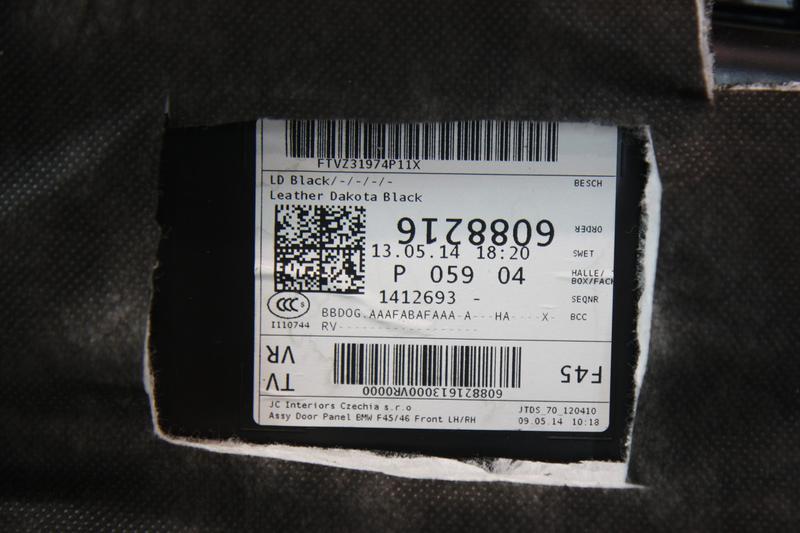 FTVZ31974P11X
LD Black/-/-/-/-
BESCH
Leather Dakota Black
6088216
ORDER
13.05.14 18:20
SWET
P 059 04
HALLE/
BOX/FACH
1412693 -
SEQNR
CCC S
I110744
BBDOG.AAAFABAFAAA-A---HA----X-
BCC
RV-----------------
VR
TV
608821613000VR0000
F45
JC Interiors Czechia s.r.o
JTDS_70_120410
Assy Door Panel BMW F45/46 Front LH/RH
09.05.14 10:18